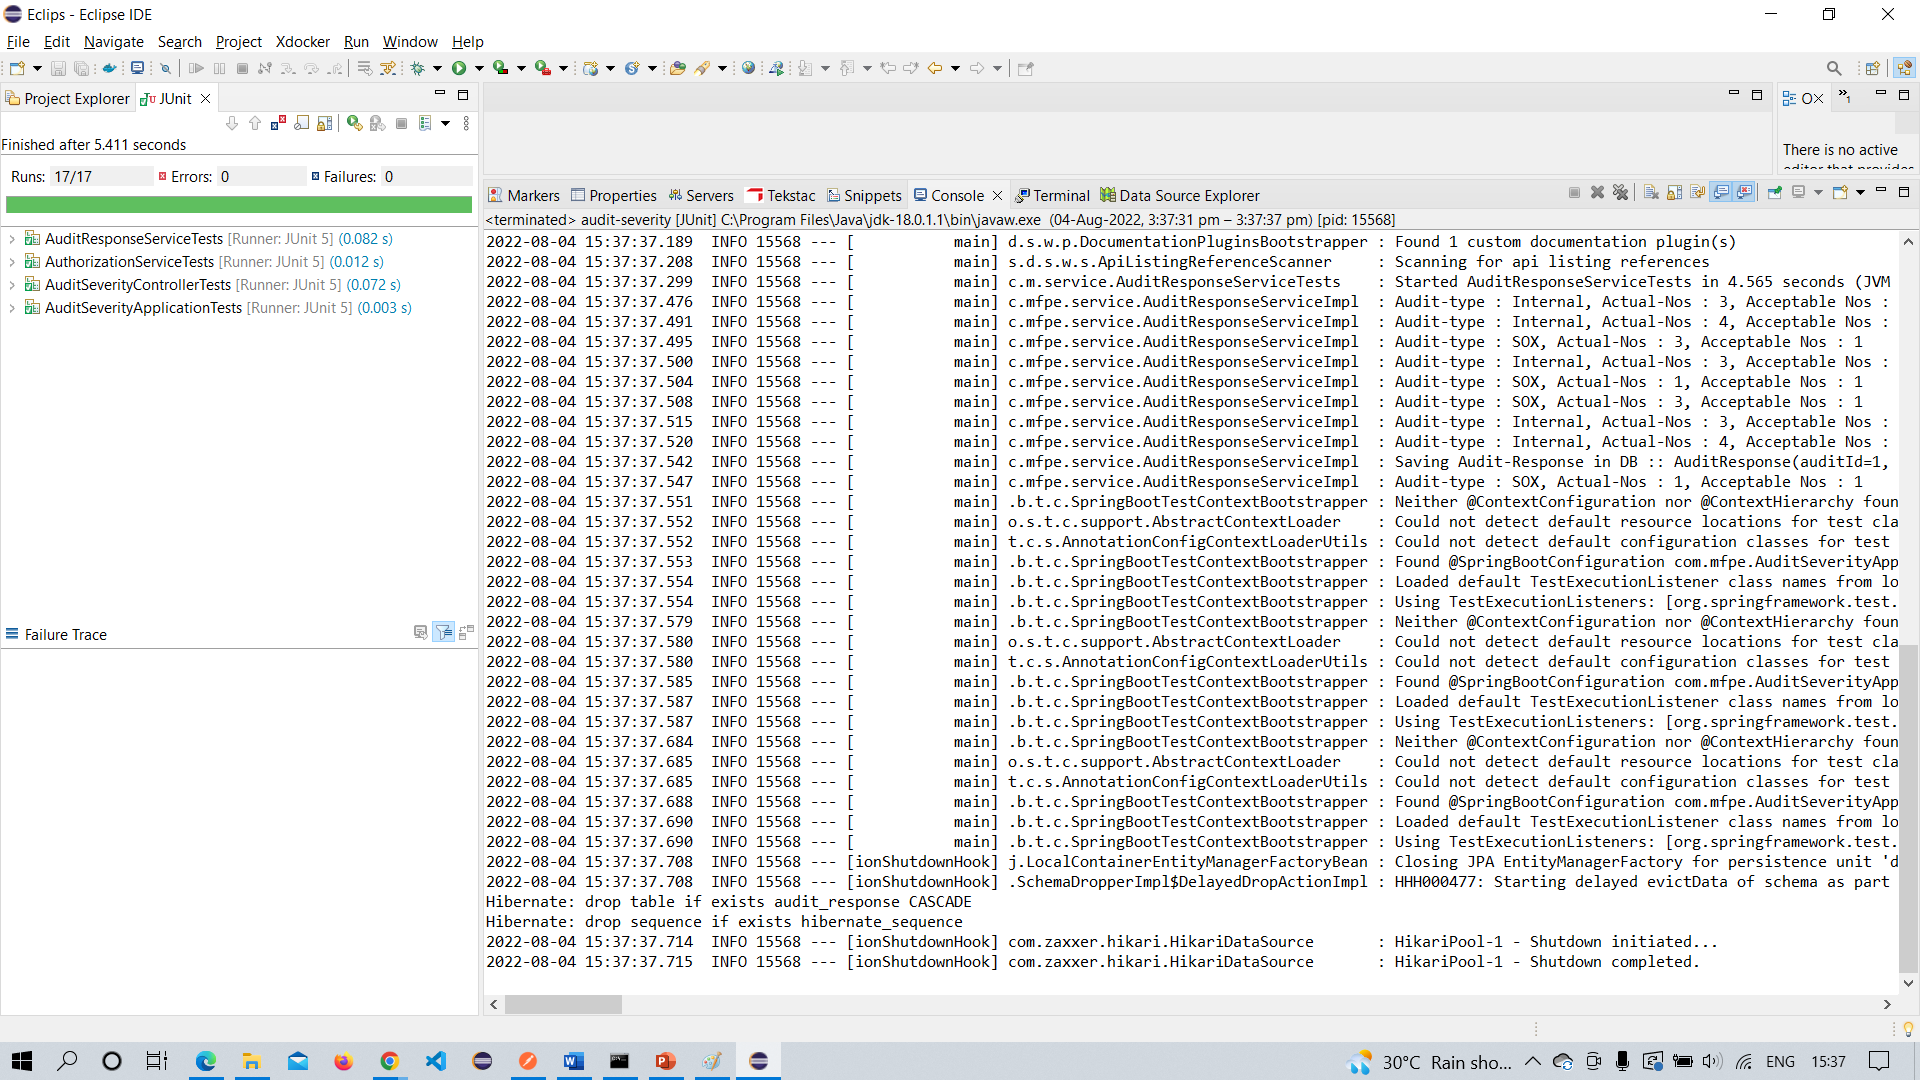 Eclips - Eclipse IDE
File Edit Navigate Search Project Xdocker Run Window Help
Project Explorer JUnit
Finished after 5.411 seconds
Runs: 17/17 Errors: 0 Failures: 0
AuditResponseServiceTests [Runner: JUnit 5] (0.082 s)
AuthorizationServiceTests [Runner: JUnit 5] (0.012 s)
AuditSeverityControllerTests [Runner: JUnit 5] (0.072 s)
AuditSeverityApplicationTests [Runner: JUnit 5] (0.003 s)
Failure Trace
O
There is no active
editor that provides
Markers Properties Servers Tekstac Snippets Console Terminal Data Source Explorer
<terminated> audit-severity [JUnit] C:\Program Files\Java\jdk-18.0.1.1\bin\javaw.exe (04-Aug-2022, 3:37:31 pm – 3:37:37 pm) [pid: 15568]
2022-08-04 15:37:37.189 INFO 15568 --- [ main] d.s.w.p.DocumentationPluginsBootstrapper : Found 1 custom documentation plugin(s)
2022-08-04 15:37:37.208 INFO 15568 --- [ main] s.d.s.w.s.ApiListingReferenceScanner : Scanning for api listing references
2022-08-04 15:37:37.299 INFO 15568 --- [ main] c.m.service.AuditResponseServiceTests : Started AuditResponseServiceTests in 4.565 seconds (JVM
2022-08-04 15:37:37.476 INFO 15568 --- [ main] c.mfpe.service.AuditResponseServiceImpl : Audit-type : Internal, Actual-Nos : 3, Acceptable Nos :
2022-08-04 15:37:37.491 INFO 15568 --- [ main] c.mfpe.service.AuditResponseServiceImpl : Audit-type : Internal, Actual-Nos : 4, Acceptable Nos :
2022-08-04 15:37:37.495 INFO 15568 --- [ main] c.mfpe.service.AuditResponseServiceImpl : Audit-type : SOX, Actual-Nos : 3, Acceptable Nos : 1
2022-08-04 15:37:37.500 INFO 15568 --- [ main] c.mfpe.service.AuditResponseServiceImpl : Audit-type : Internal, Actual-Nos : 3, Acceptable Nos :
2022-08-04 15:37:37.504 INFO 15568 --- [ main] c.mfpe.service.AuditResponseServiceImpl : Audit-type : SOX, Actual-Nos : 1, Acceptable Nos : 1
2022-08-04 15:37:37.508 INFO 15568 --- [ main] c.mfpe.service.AuditResponseServiceImpl : Audit-type : SOX, Actual-Nos : 3, Acceptable Nos : 1
2022-08-04 15:37:37.515 INFO 15568 --- [ main] c.mfpe.service.AuditResponseServiceImpl : Audit-type : Internal, Actual-Nos : 3, Acceptable Nos :
2022-08-04 15:37:37.520 INFO 15568 --- [ main] c.mfpe.service.AuditResponseServiceImpl : Audit-type : Internal, Actual-Nos : 4, Acceptable Nos :
2022-08-04 15:37:37.542 INFO 15568 --- [ main] c.mfpe.service.AuditResponseServiceImpl : Saving Audit-Response in DB :: AuditResponse(auditId=1,
2022-08-04 15:37:37.547 INFO 15568 --- [ main] c.mfpe.service.AuditResponseServiceImpl : Audit-type : SOX, Actual-Nos : 1, Acceptable Nos : 1
2022-08-04 15:37:37.551 INFO 15568 --- [ main] .b.t.c.SpringBootTestContextBootstrapper : Neither @ContextConfiguration nor @ContextHierarchy foun
2022-08-04 15:37:37.552 INFO 15568 --- [ main] o.s.t.c.support.AbstractContextLoader : Could not detect default resource locations for test cla
2022-08-04 15:37:37.552 INFO 15568 --- [ main] t.c.s.AnnotationConfigContextLoaderUtils : Could not detect default configuration classes for test
2022-08-04 15:37:37.553 INFO 15568 --- [ main] .b.t.c.SpringBootTestContextBootstrapper : Found @SpringBootConfiguration com.mfpe.AuditSeverityApp
2022-08-04 15:37:37.554 INFO 15568 --- [ main] .b.t.c.SpringBootTestContextBootstrapper : Loaded default TestExecutionListener class names from lo
2022-08-04 15:37:37.554 INFO 15568 --- [ main] .b.t.c.SpringBootTestContextBootstrapper : Using TestExecutionListeners: [org.springframework.test.
2022-08-04 15:37:37.579 INFO 15568 --- [ main] .b.t.c.SpringBootTestContextBootstrapper : Neither @ContextConfiguration nor @ContextHierarchy foun
2022-08-04 15:37:37.580 INFO 15568 --- [ main] o.s.t.c.support.AbstractContextLoader : Could not detect default resource locations for test cla
2022-08-04 15:37:37.580 INFO 15568 --- [ main] t.c.s.AnnotationConfigContextLoaderUtils : Could not detect default configuration classes for test
2022-08-04 15:37:37.585 INFO 15568 --- [ main] .b.t.c.SpringBootTestContextBootstrapper : Found @SpringBootConfiguration com.mfpe.AuditSeverityApp
2022-08-04 15:37:37.587 INFO 15568 --- [ main] .b.t.c.SpringBootTestContextBootstrapper : Loaded default TestExecutionListener class names from lo
2022-08-04 15:37:37.587 INFO 15568 --- [ main] .b.t.c.SpringBootTestContextBootstrapper : Using TestExecutionListeners: [org.springframework.test.
2022-08-04 15:37:37.684 INFO 15568 --- [ main] .b.t.c.SpringBootTestContextBootstrapper : Neither @ContextConfiguration nor @ContextHierarchy foun
2022-08-04 15:37:37.685 INFO 15568 --- [ main] o.s.t.c.support.AbstractContextLoader : Could not detect default resource locations for test cla
2022-08-04 15:37:37.685 INFO 15568 --- [ main] t.c.s.AnnotationConfigContextLoaderUtils : Could not detect default configuration classes for test
2022-08-04 15:37:37.688 INFO 15568 --- [ main] .b.t.c.SpringBootTestContextBootstrapper : Found @SpringBootConfiguration com.mfpe.AuditSeverityApp
2022-08-04 15:37:37.690 INFO 15568 --- [ main] .b.t.c.SpringBootTestContextBootstrapper : Loaded default TestExecutionListener class names from lo
2022-08-04 15:37:37.690 INFO 15568 --- [ main] .b.t.c.SpringBootTestContextBootstrapper : Using TestExecutionListeners: [org.springframework.test.
2022-08-04 15:37:37.708 INFO 15568 --- [ionShutdownHook] j.LocalContainerEntityManagerFactoryBean : Closing JPA EntityManagerFactory for persistence unit 'd
2022-08-04 15:37:37.708 INFO 15568 --- [ionShutdownHook] .SchemaDropperImpl$DelayedDropActionImpl : HHH000477: Starting delayed evictData of schema as part
Hibernate: drop table if exists audit_response CASCADE
Hibernate: drop sequence if exists hibernate_sequence
2022-08-04 15:37:37.714 INFO 15568 --- [ionShutdownHook] com.zaxxer.hikari.HikariDataSource : HikariPool-1 - Shutdown initiated...
2022-08-04 15:37:37.715 INFO 15568 --- [ionShutdownHook] com.zaxxer.hikari.HikariDataSource : HikariPool-1 - Shutdown completed.
30°C Rain sho... ENG 15:37